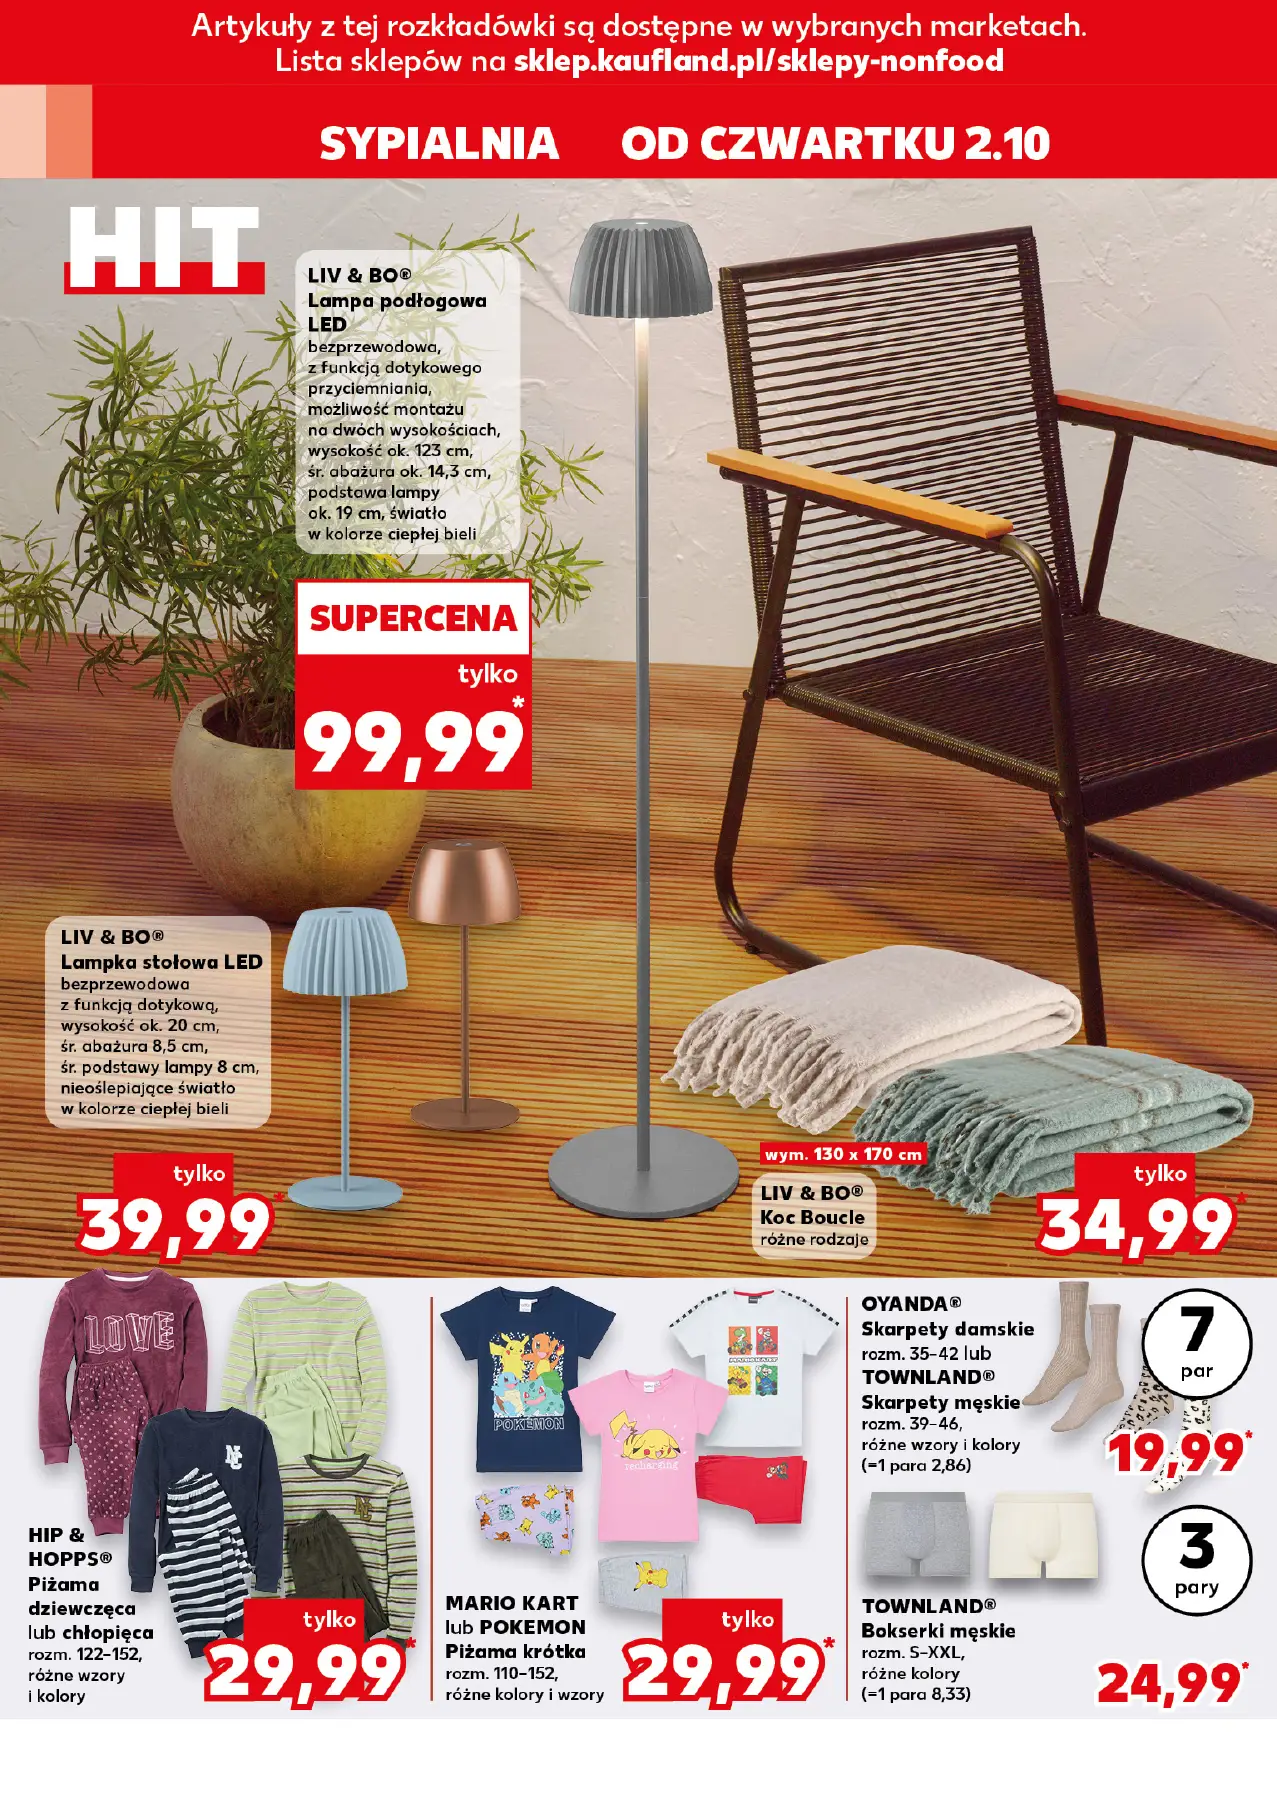 Artykuły z tej rozkładówki są dostępne w wybranych marketach.
Lista sklepów na sklep.kaufland.pl/sklepy-nonfood
SYPIALNIA OD CZWARTKU 2.10
HIT
LIV & BO®
Lampa podłogowa
LED
bezprzewodowa,
z funkcją dotykowego
przyciemniania,
możliwość montażu
na dwóch wysokościach,
wysokość ok. 123 cm,
śr. abażura ok. 14,3 cm,
podstawa lampy
ok. 19 cm, światło
w kolorze ciepłej bieli
SUPERCENA
tylko
99,99*
LIV & BO®
Lampka stołowa LED
bezprzewodowa
z funkcją dotykową,
wysokość ok. 20 cm,
śr. abażura 8,5 cm,
śr. podstawy lampy 8 cm,
nieoślepiające światło
w kolorze ciepłej bieli
tylko
39,99*
wym. 130 x 170 cm
LIV & BO®
Koc Boucle
różne rodzaje
tylko
34,99*
LOVE
NC
NC
HIP &
HOPPS®
Piżama
dziewczęca
lub chłopięca
rozm. 122–152,
różne wzory
i kolory
tylko
29,99*
POKÉMON
recharging
MARIO KART
MARIO KART
lub POKEMON
Piżama krótka
rozm. 110–152,
różne kolory i wzory
tylko
29,99*
OYANDA®
Skarpety damskie
rozm. 35–42 lub
TOWNLAND®
Skarpety męskie
rozm. 39–46,
różne wzory i kolory
(=1 para 2,86)
7
par
19,99*
TOWNLAND®
Bokserki męskie
rozm. S–XXL,
różne kolory
(=1 para 8,33)
3
pary
24,99*